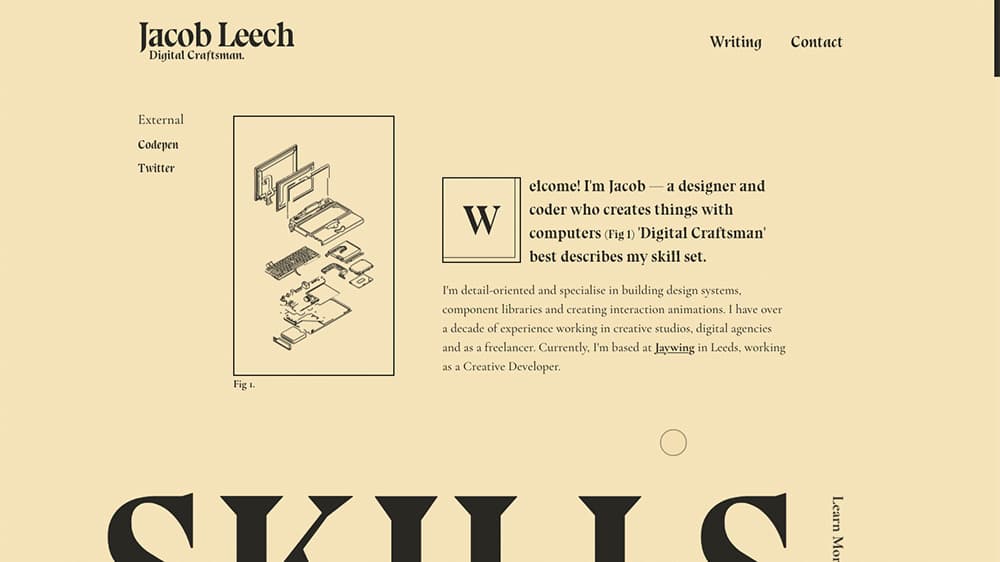 Jacob Leech
Digital Craftsman.
Writing
Contact
External
Codepen
Twitter
Fig 1.
W
elcome! I'm Jacob — a designer and
coder who creates things with
computers (Fig 1) 'Digital Craftsman'
best describes my skill set.
I'm detail-oriented and specialise in building design systems,
component libraries and creating interaction animations. I have over
a decade of experience working in creative studios, digital agencies
and as a freelancer. Currently, I'm based at Jaywing in Leeds, working
as a Creative Developer.
SKILLS
Learn Mor